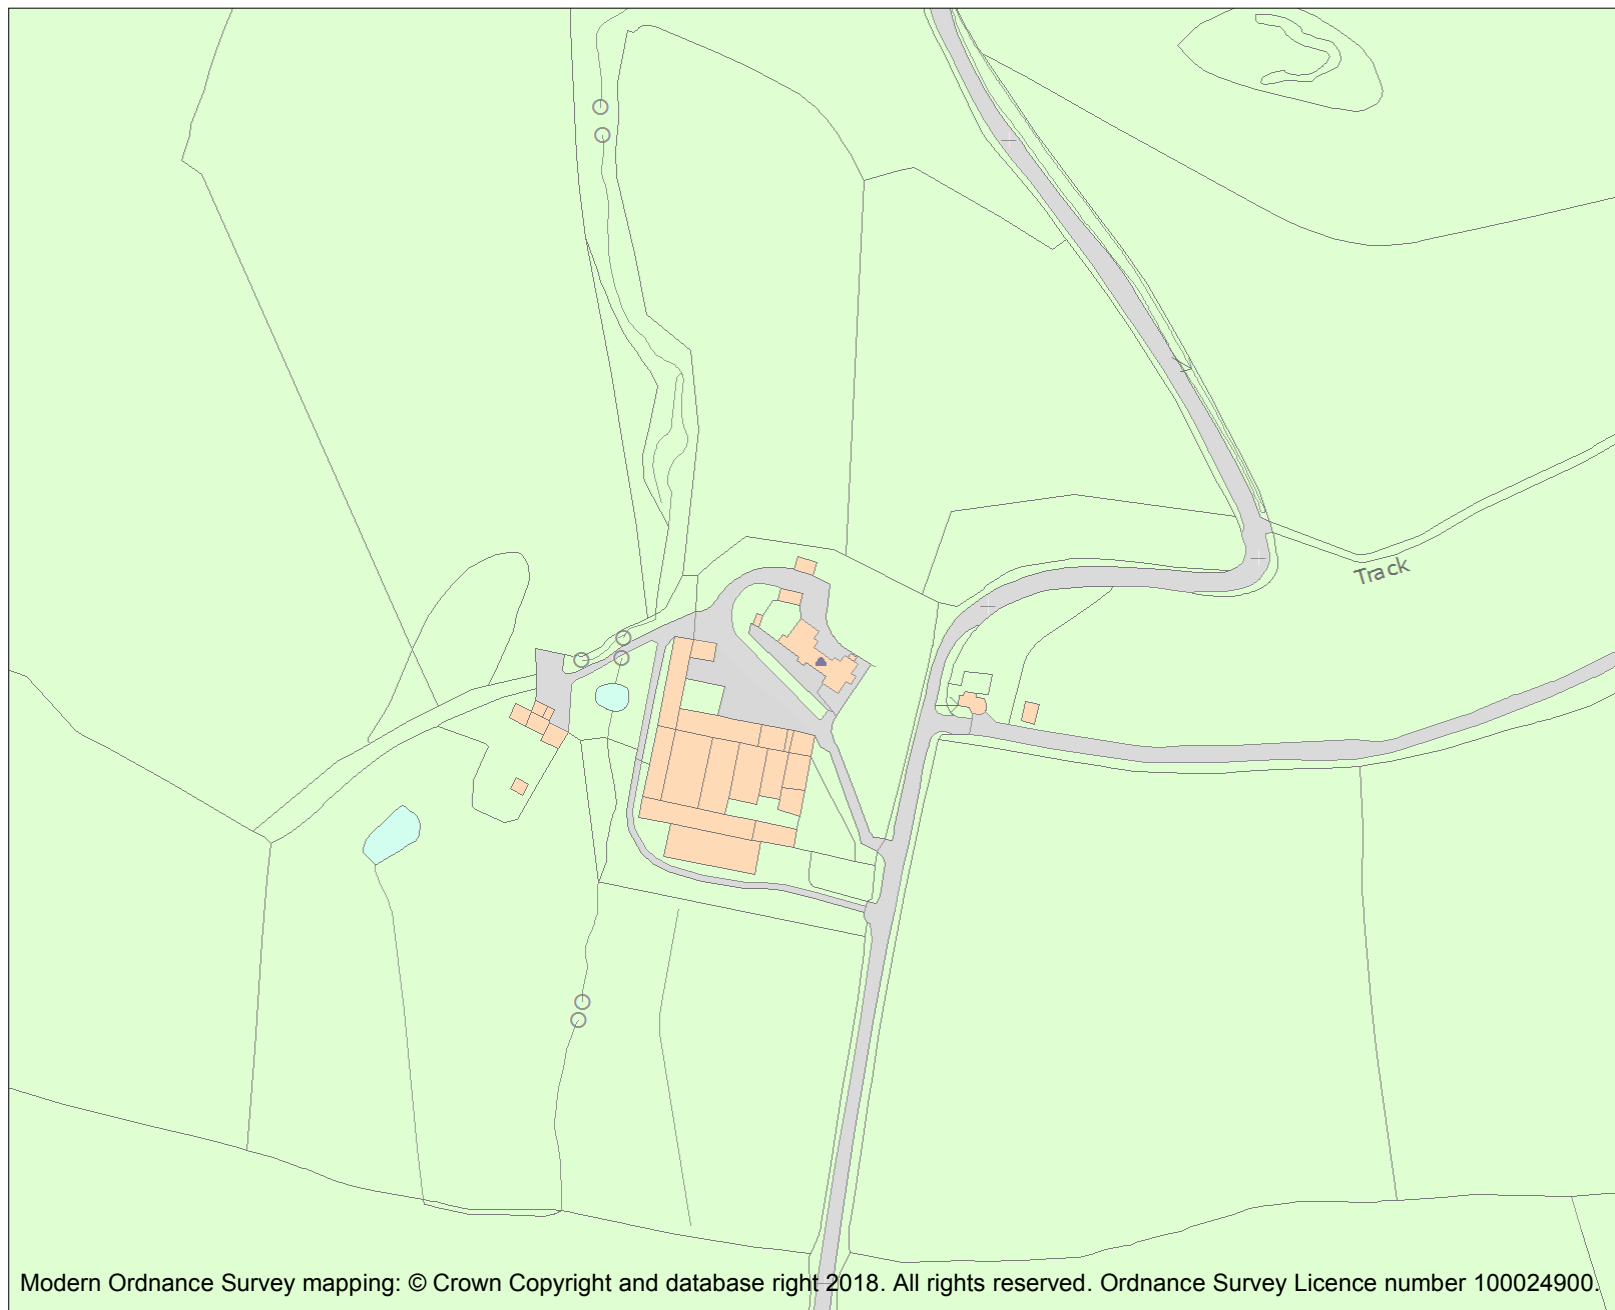 Track
Modern Ordnance Survey mapping: © Crown Copyright and database right 2018. All rights reserved. Ordnance Survey Licence number 100024900.